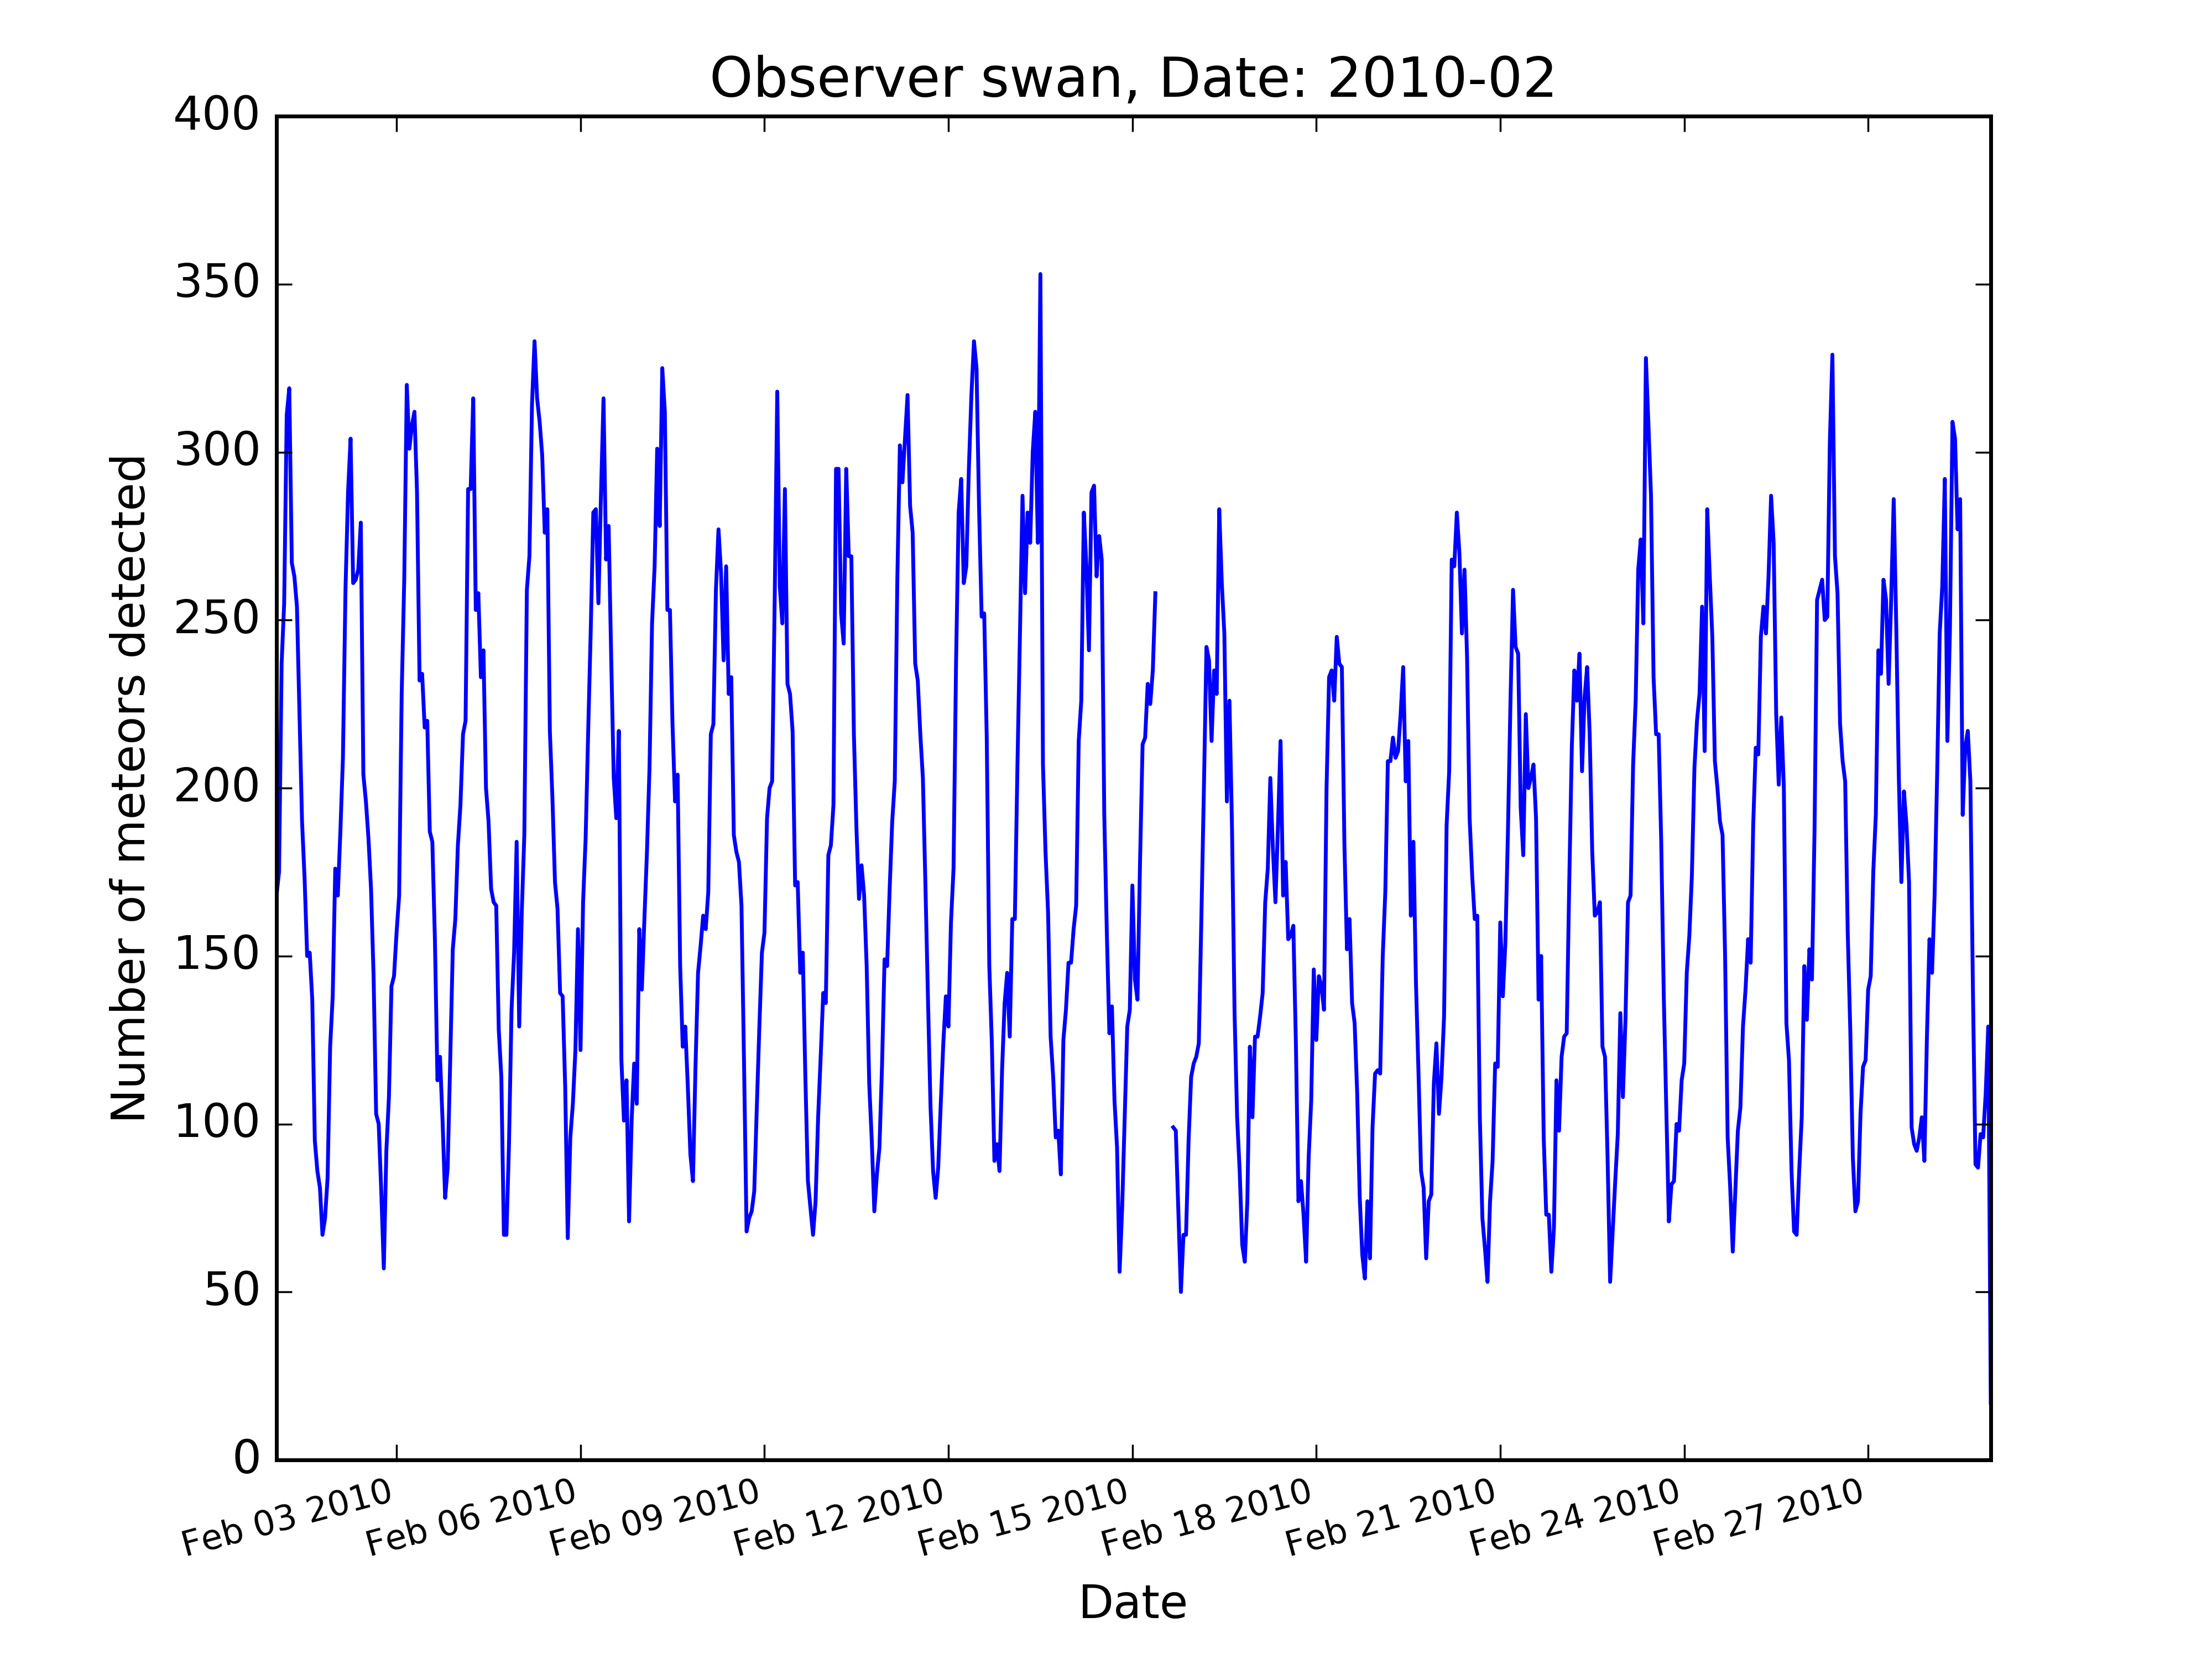 Observer swan, Date: 2010-02
400
350
300
250
200
150
100
50
0
Number of meteors detected
Feb 03 2010
Feb 06 2010
Feb 09 2010
Feb 12 2010
Feb 15 2010
Feb 18 2010
Feb 21 2010
Feb 24 2010
Feb 27 2010
Date